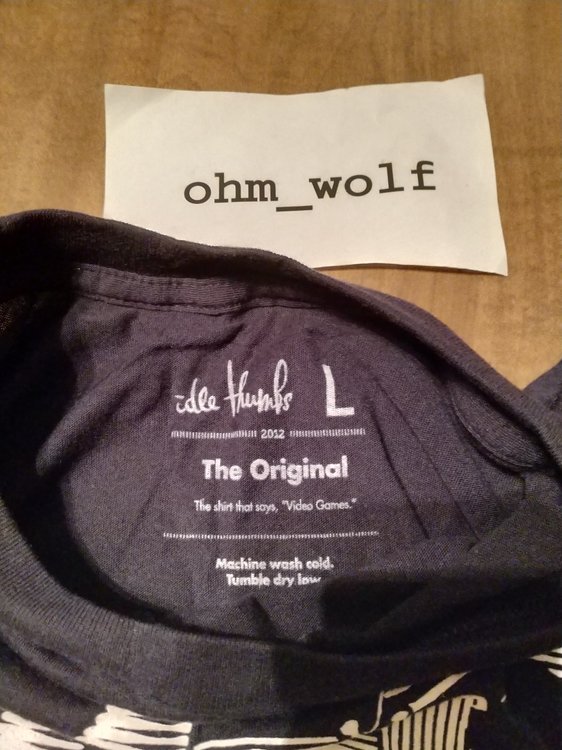 ohm_wolf
idle thumbs L
2012
The Original
The shirt that says, "Video Games."
Machine wash cold.
Tumble dry low.